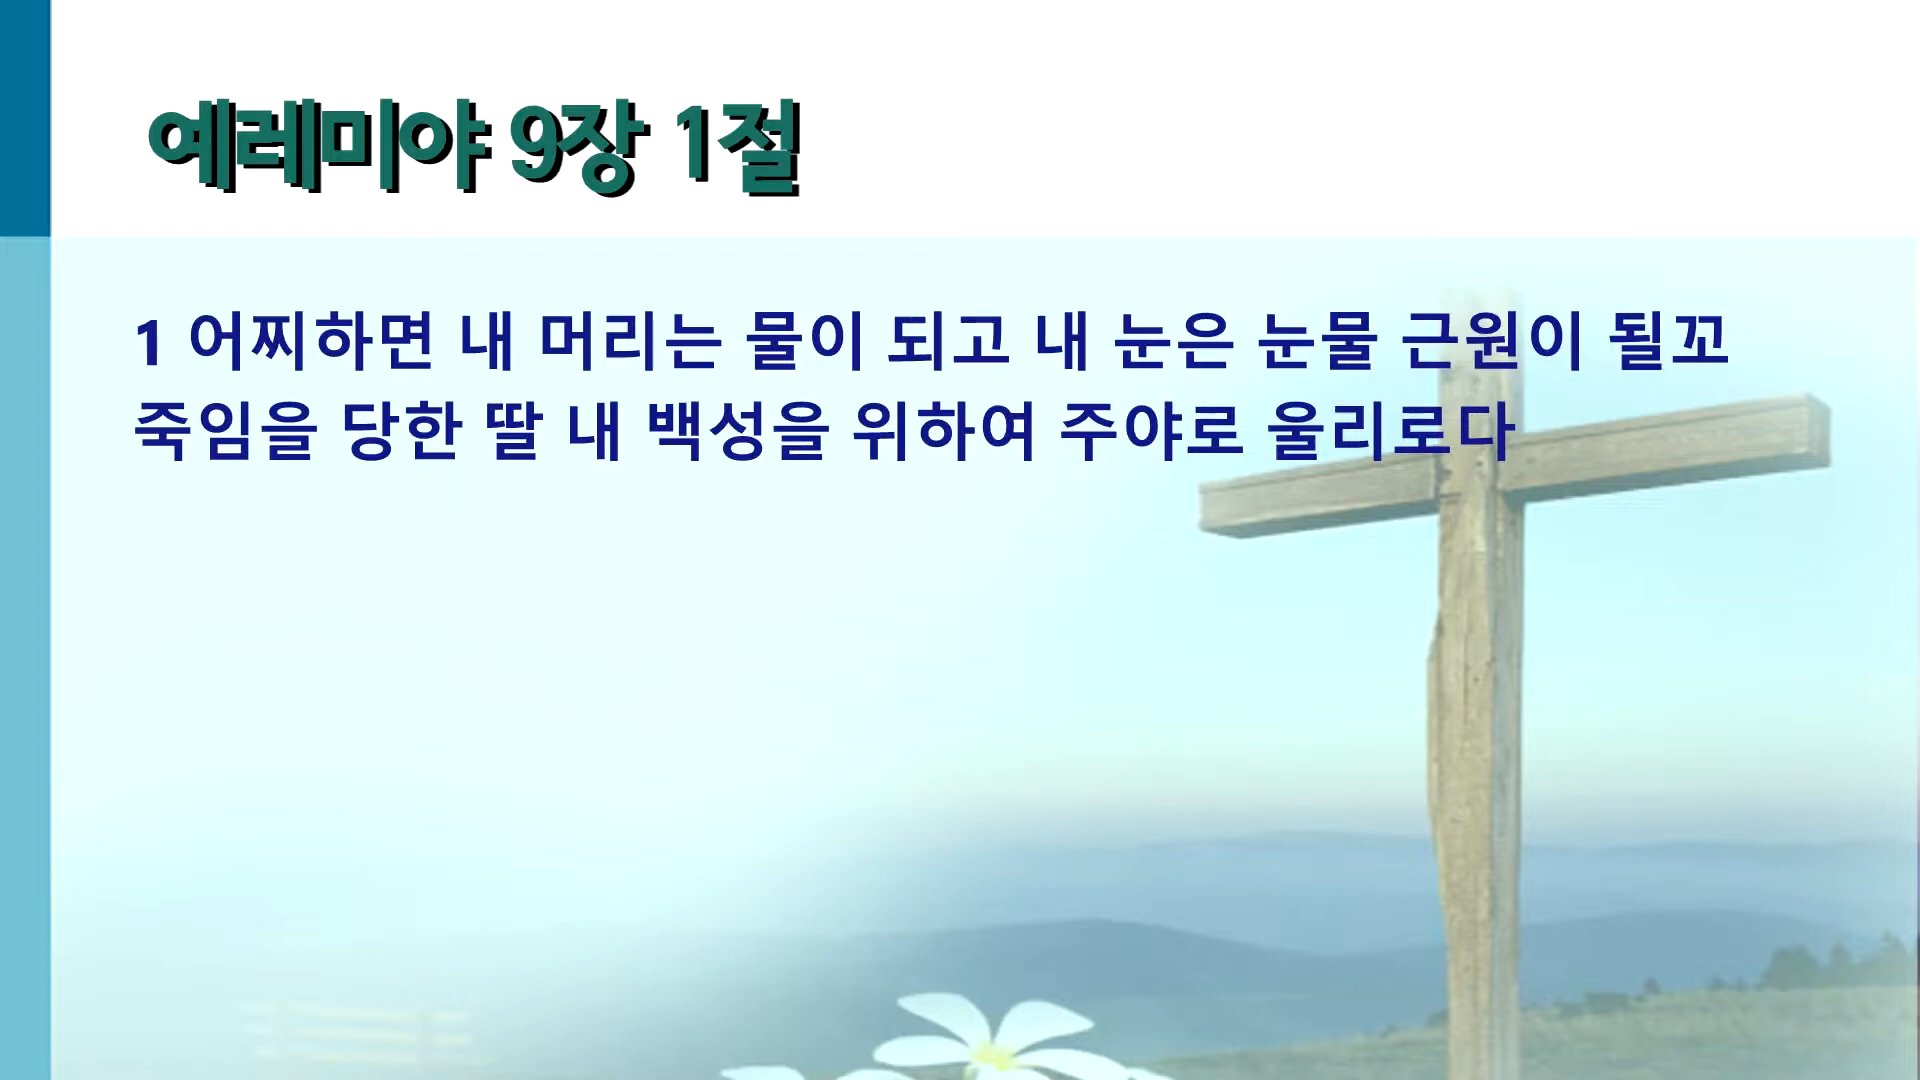 예레미야 9장 1절
1 어찌하면 내 머리는 물이 되고 내 눈은 눈물 근원이 될꼬
죽임을 당한 딸 내 백성을 위하여 주야로 울리로다